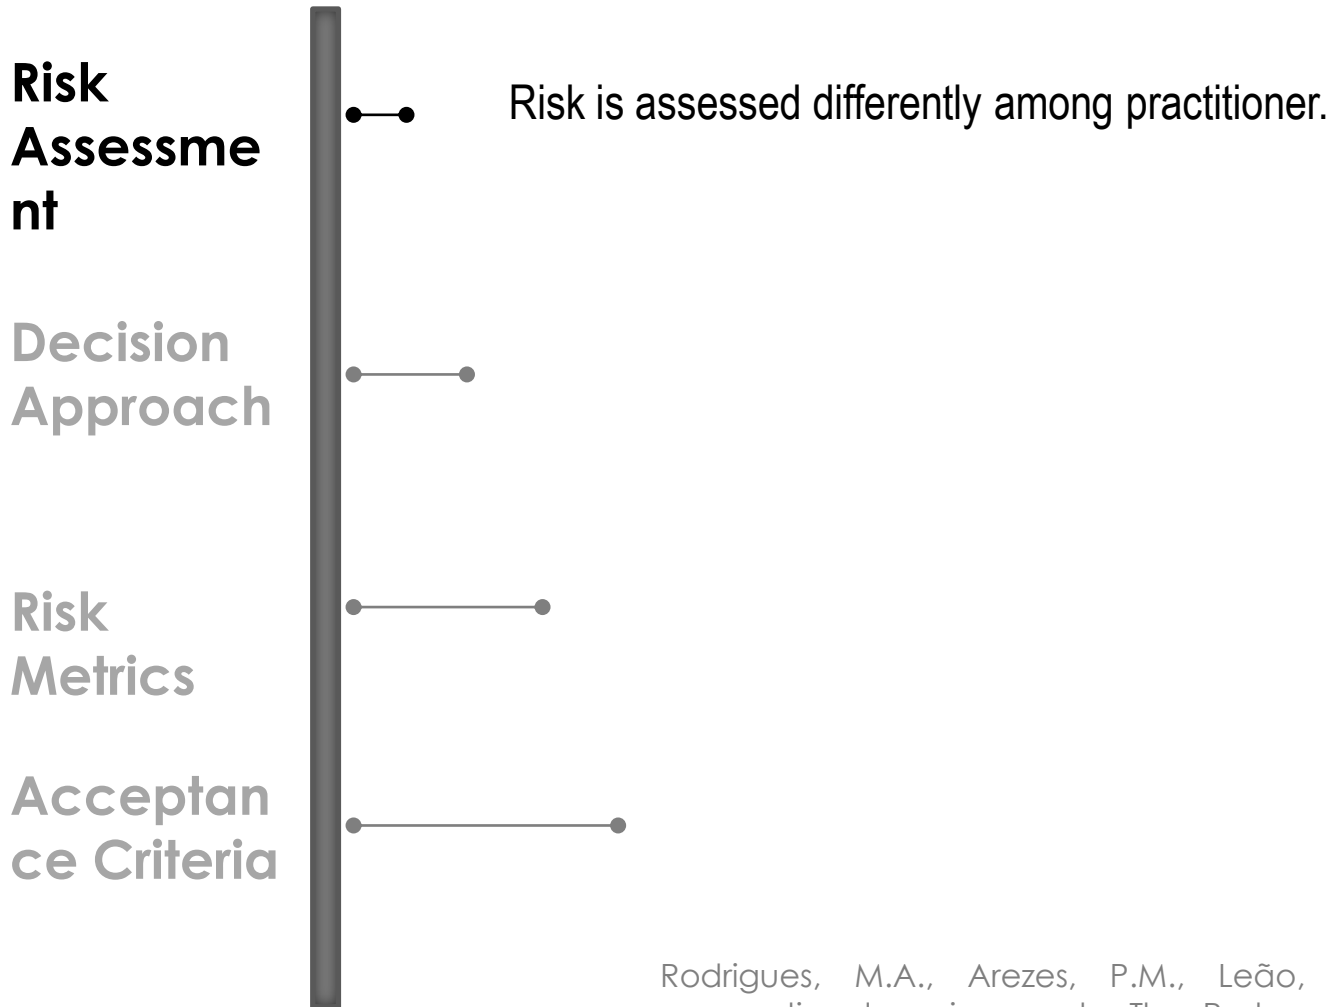 Risk
Assessme
nt
Risk is assessed differently among practitioner.
Decision
Approach
Risk
Metrics
Acceptan
ce Criteria
Rodrigues, M.A., Arezes, P.M., Leão,